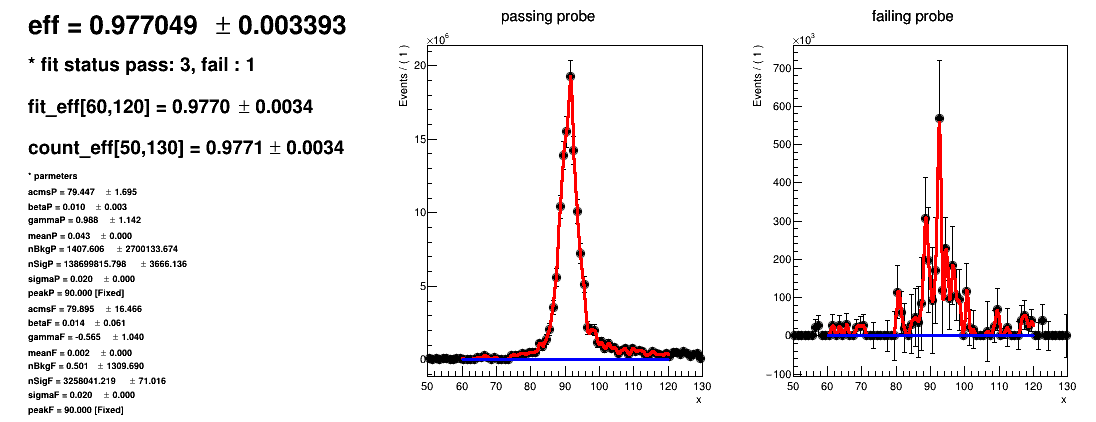 eff = 0.977049 ± 0.003393
* fit status pass: 3, fail : 1
fit_eff[60,120] = 0.9770 ± 0.0034
count_eff[50,130] = 0.9771 ± 0.0034
* parmeters
acmsP = 79.447 ± 1.695
betaP = 0.010 ± 0.003
gammaP = 0.988 ± 1.142
meanP = 0.043 ± 0.000
nBkgP = 1407.606 ± 2700133.674
nSigP = 138699815.798 ± 3666.136
sigmaP = 0.020 ± 0.000
peakP = 90.000 [Fixed]
acmsF = 79.895 ± 16.466
betaF = 0.014 ± 0.061
gammaF = -0.565 ± 1.040
meanF = 0.002 ± 0.000
nBkgF = 0.501 ± 1309.690
nSigF = 3258041.219 ± 71.016
sigmaF = 0.020 ± 0.000
peakF = 90.000 [Fixed]
passing probe
×10⁶
Events / ( 1 )
20
15
10
5
0
50 60 70 80 90 100 110 120 130
x
failing probe
×10³
Events / ( 1 )
700
600
500
400
300
200
100
0
−100
50 60 70 80 90 100 110 120 130
x